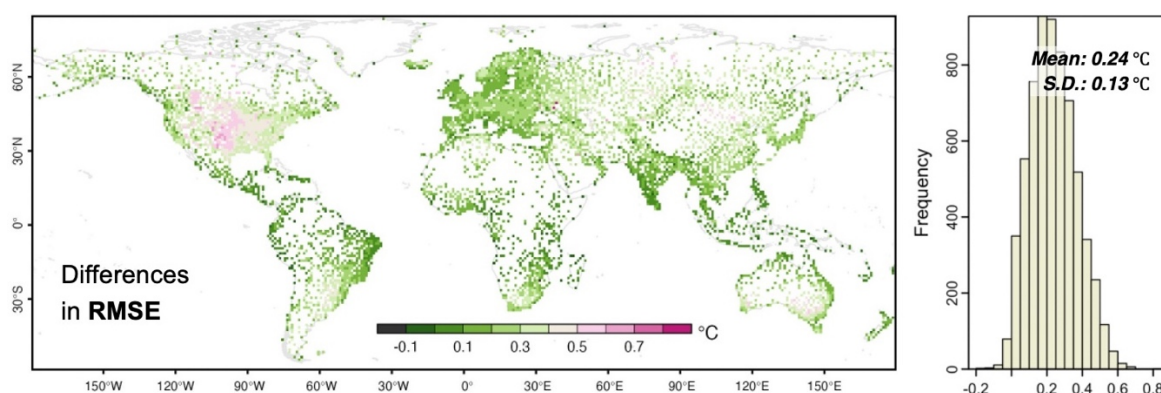 60°N
30°N
0°
30°S
Differences
in RMSE
-0.1 0.1 0.3 0.5 0.7
°C
150°W 120°W 90°W 60°W 30°W 0° 30°E 60°E 90°E 120°E 150°E
Mean: 0.24 °C
S.D.: 0.13 °C
Frequency
800
600
400
200
0
-0.2 0.2 0.4 0.6 0.8